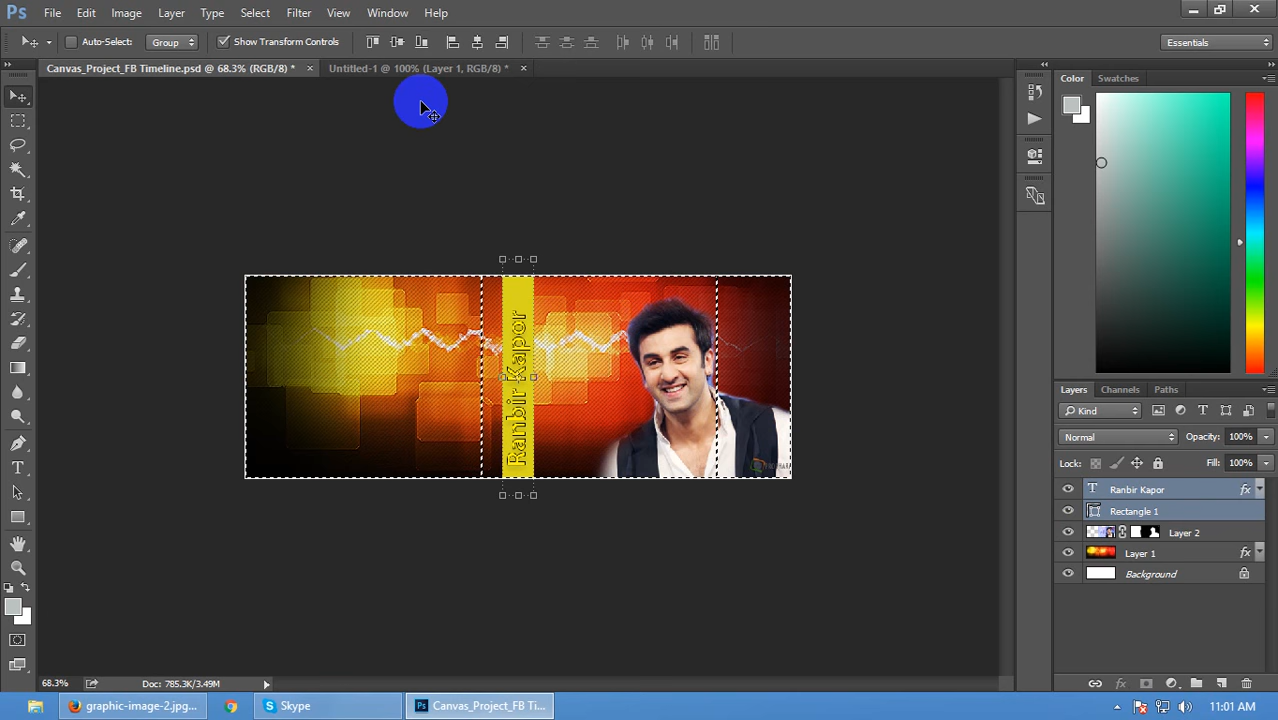 Ps File Edit Image Layer Type Select Filter View Window Help
Auto-Select: Group Show Transform Controls Essentials
Canvas_Project_FB Timeline.psd @ 68.3% (RGB/8) * × Untitled-1 @ 100% (Layer 1, RGB/8) * ×
Color Swatches
Ranbir Kapor
Layers Channels Paths
Kind
Normal Opacity: 100%
Lock: Fill: 100%
T Ranbir Kapor fx
Rectangle 1
Layer 2
Layer 1 fx
Background
68.3% Doc: 785.3K/3.49M
graphic-image-2.jpg... Skype Canvas_Project_FB Ti... 11:01 AM